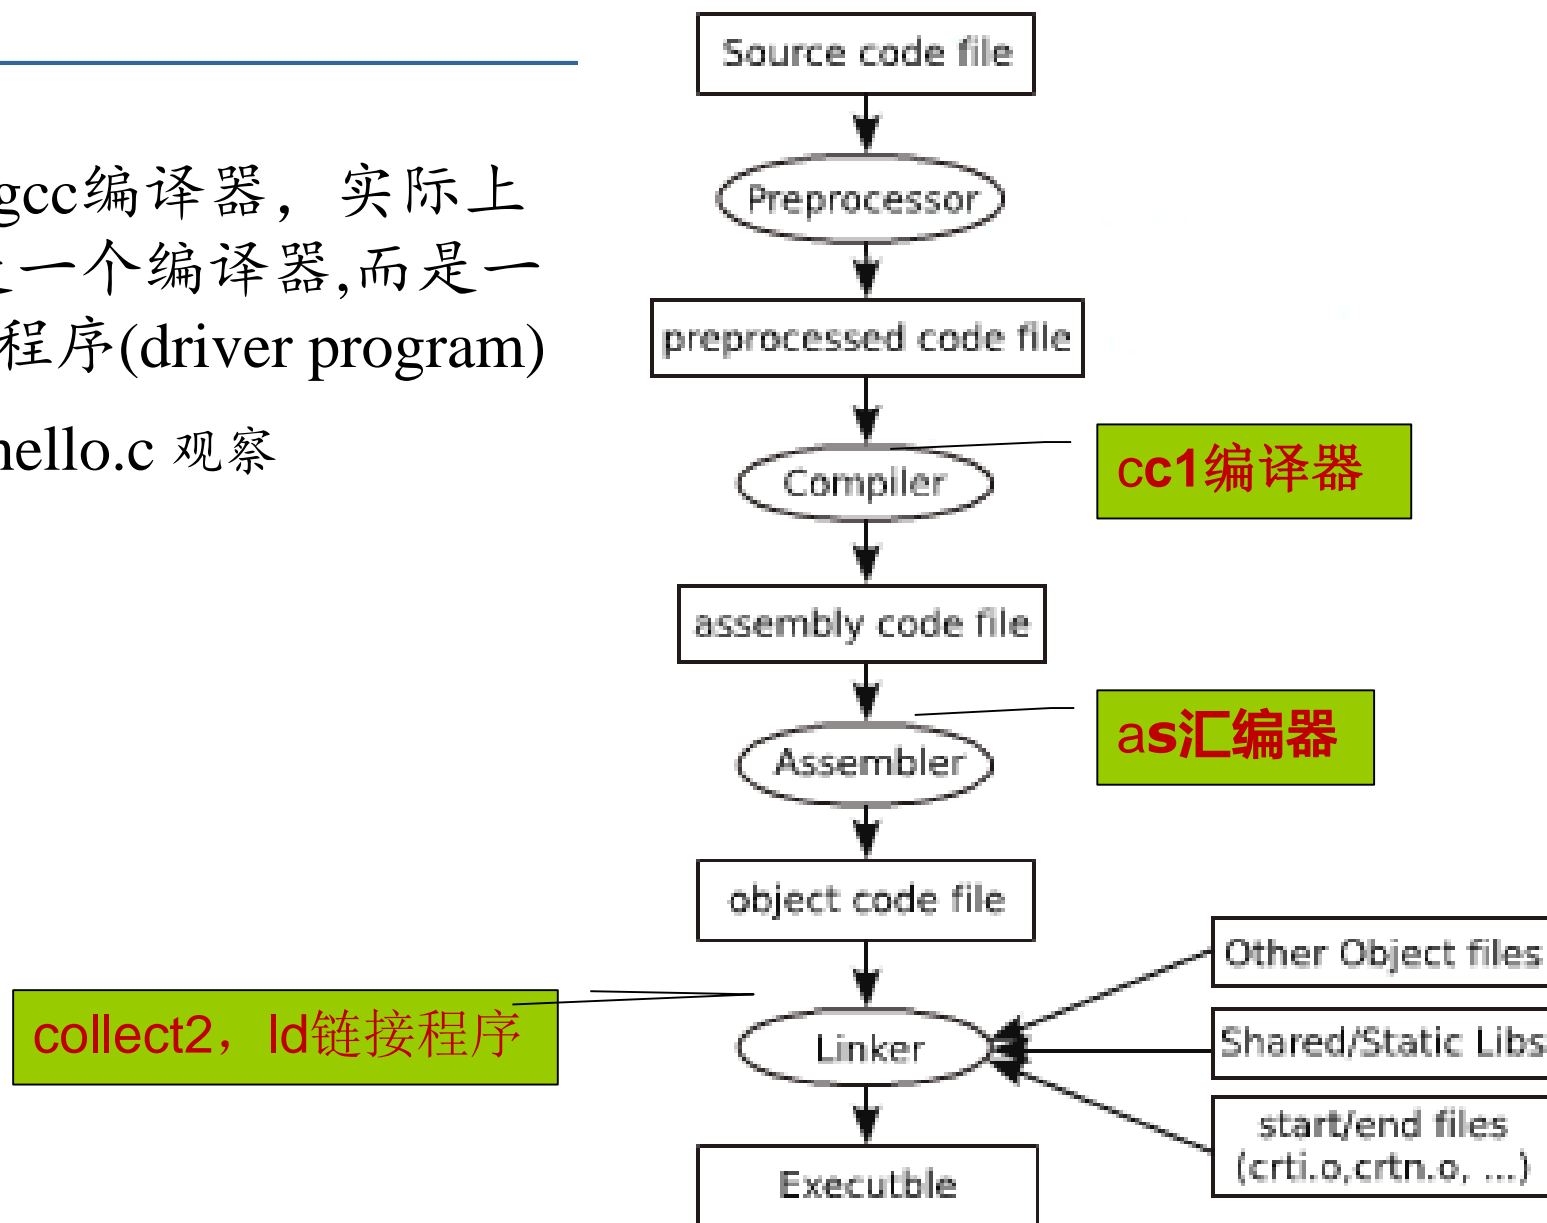 gcc编译器，实际上
一个编译器,而是一
程序(driver program)
hello.c 观察
Source code file
Preprocessor
preprocessed code file
Compiler
cc1编译器
assembly code file
as汇编器
Assembler
object code file
Other Object files
collect2，ld链接程序
Linker
Shared/Static Libs
start/end files
(crti.o,crtn.o, ...)
Executble